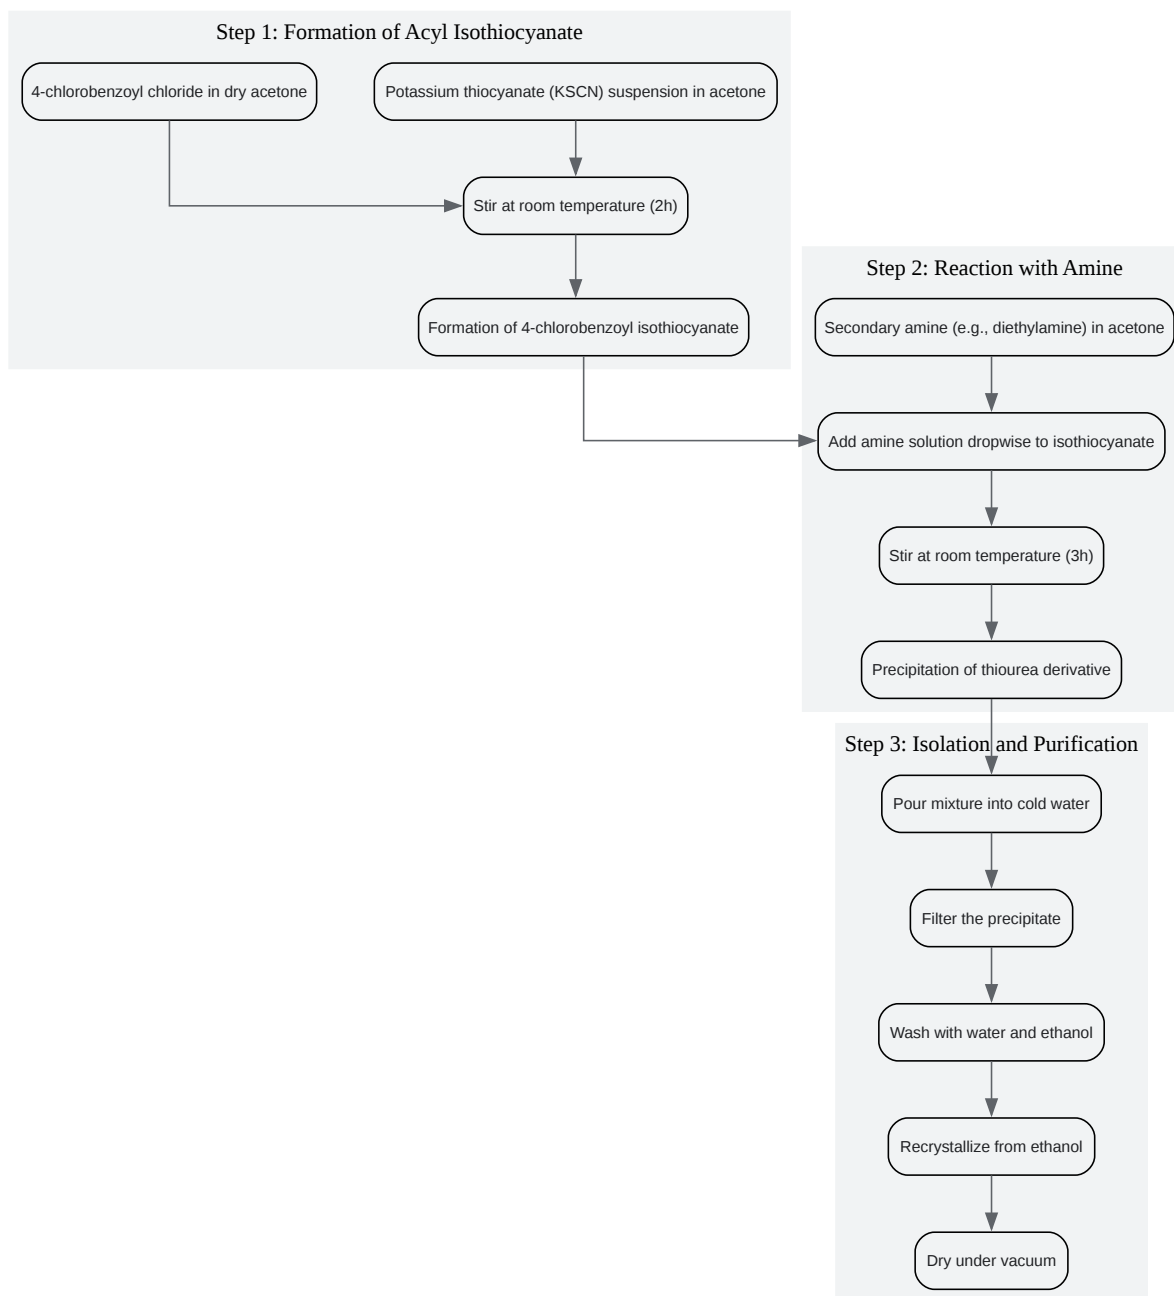 Step 1: Formation of Acyl Isothiocyanate
4-chlorobenzoyl chloride in dry acetone
Potassium thiocyanate (KSCN) suspension in acetone
Stir at room temperature (2h)
Formation of 4-chlorobenzoyl isothiocyanate
Step 2: Reaction with Amine
Secondary amine (e.g., diethylamine) in acetone
Add amine solution dropwise to isothiocyanate
Stir at room temperature (3h)
Precipitation of thiourea derivative
Step 3: Isolation and Purification
Pour mixture into cold water
Filter the precipitate
Wash with water and ethanol
Recrystallize from ethanol
Dry under vacuum